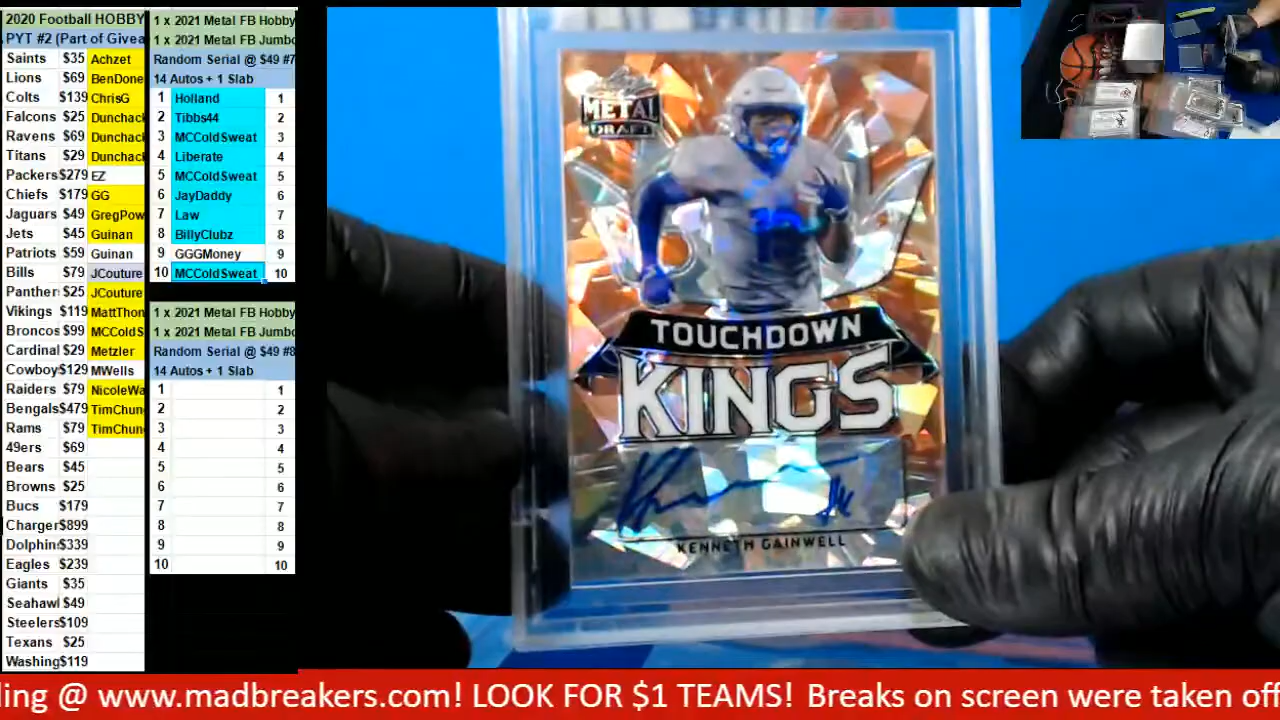 2020 Football HOBBY
PYT #2 (Part of Givea
Saints $35 Achzet
Lions $69 BenDone
Colts $139 ChrisG
Falcons $25 Dunchac
Ravens $69 Dunchac
Titans $29 Dunchac
Packers $279 EZ
Chiefs $179 GG
Jaguars $49 GregPow
Jets $45 Guinan
Patriots $59 Guinan
Bills $79 JCouture
Panther $25 JCouture
Vikings $119 MattThon
Broncos $99 MCColdS
Cardinal $29 Metzler
Cowboy $129 MWells
Raiders $79 NicoleWa
Bengals $479 TimChun
Rams $79 TimChun
49ers $69
Bears $45
Browns $25
Bucs $179
Charger $899
Dolphin $339
Eagles $239
Giants $35
Seahawl $49
Steelers $109
Texans $25
Washing $119
1 x 2021 Metal FB Hobby
1 x 2021 Metal FB Jumbo
Random Serial @ $49 #7
14 Autos + 1 Slab
1 Holland 1
2 Tibbs44 2
3 MCColdSweat 3
4 Liberate 4
5 MCColdSweat 5
6 JayDaddy 6
7 Law 7
8 BillyClubz 8
9 GGGMoney 9
10 MCColdSweat 10
1 x 2021 Metal FB Hobby
1 x 2021 Metal FB Jumbo
Random Serial @ $49 #8
14 Autos + 1 Slab
1 1
2 2
3 3
4 4
5 5
6 6
7 7
8 8
9 9
10 10
LEAF
METAL
DRAFT
TOUCHDOWN
KINGS
KENNETH GAINWELL
ding @ www.madbreakers.com! LOOK FOR $1 TEAMS! Breaks on screen were taken off